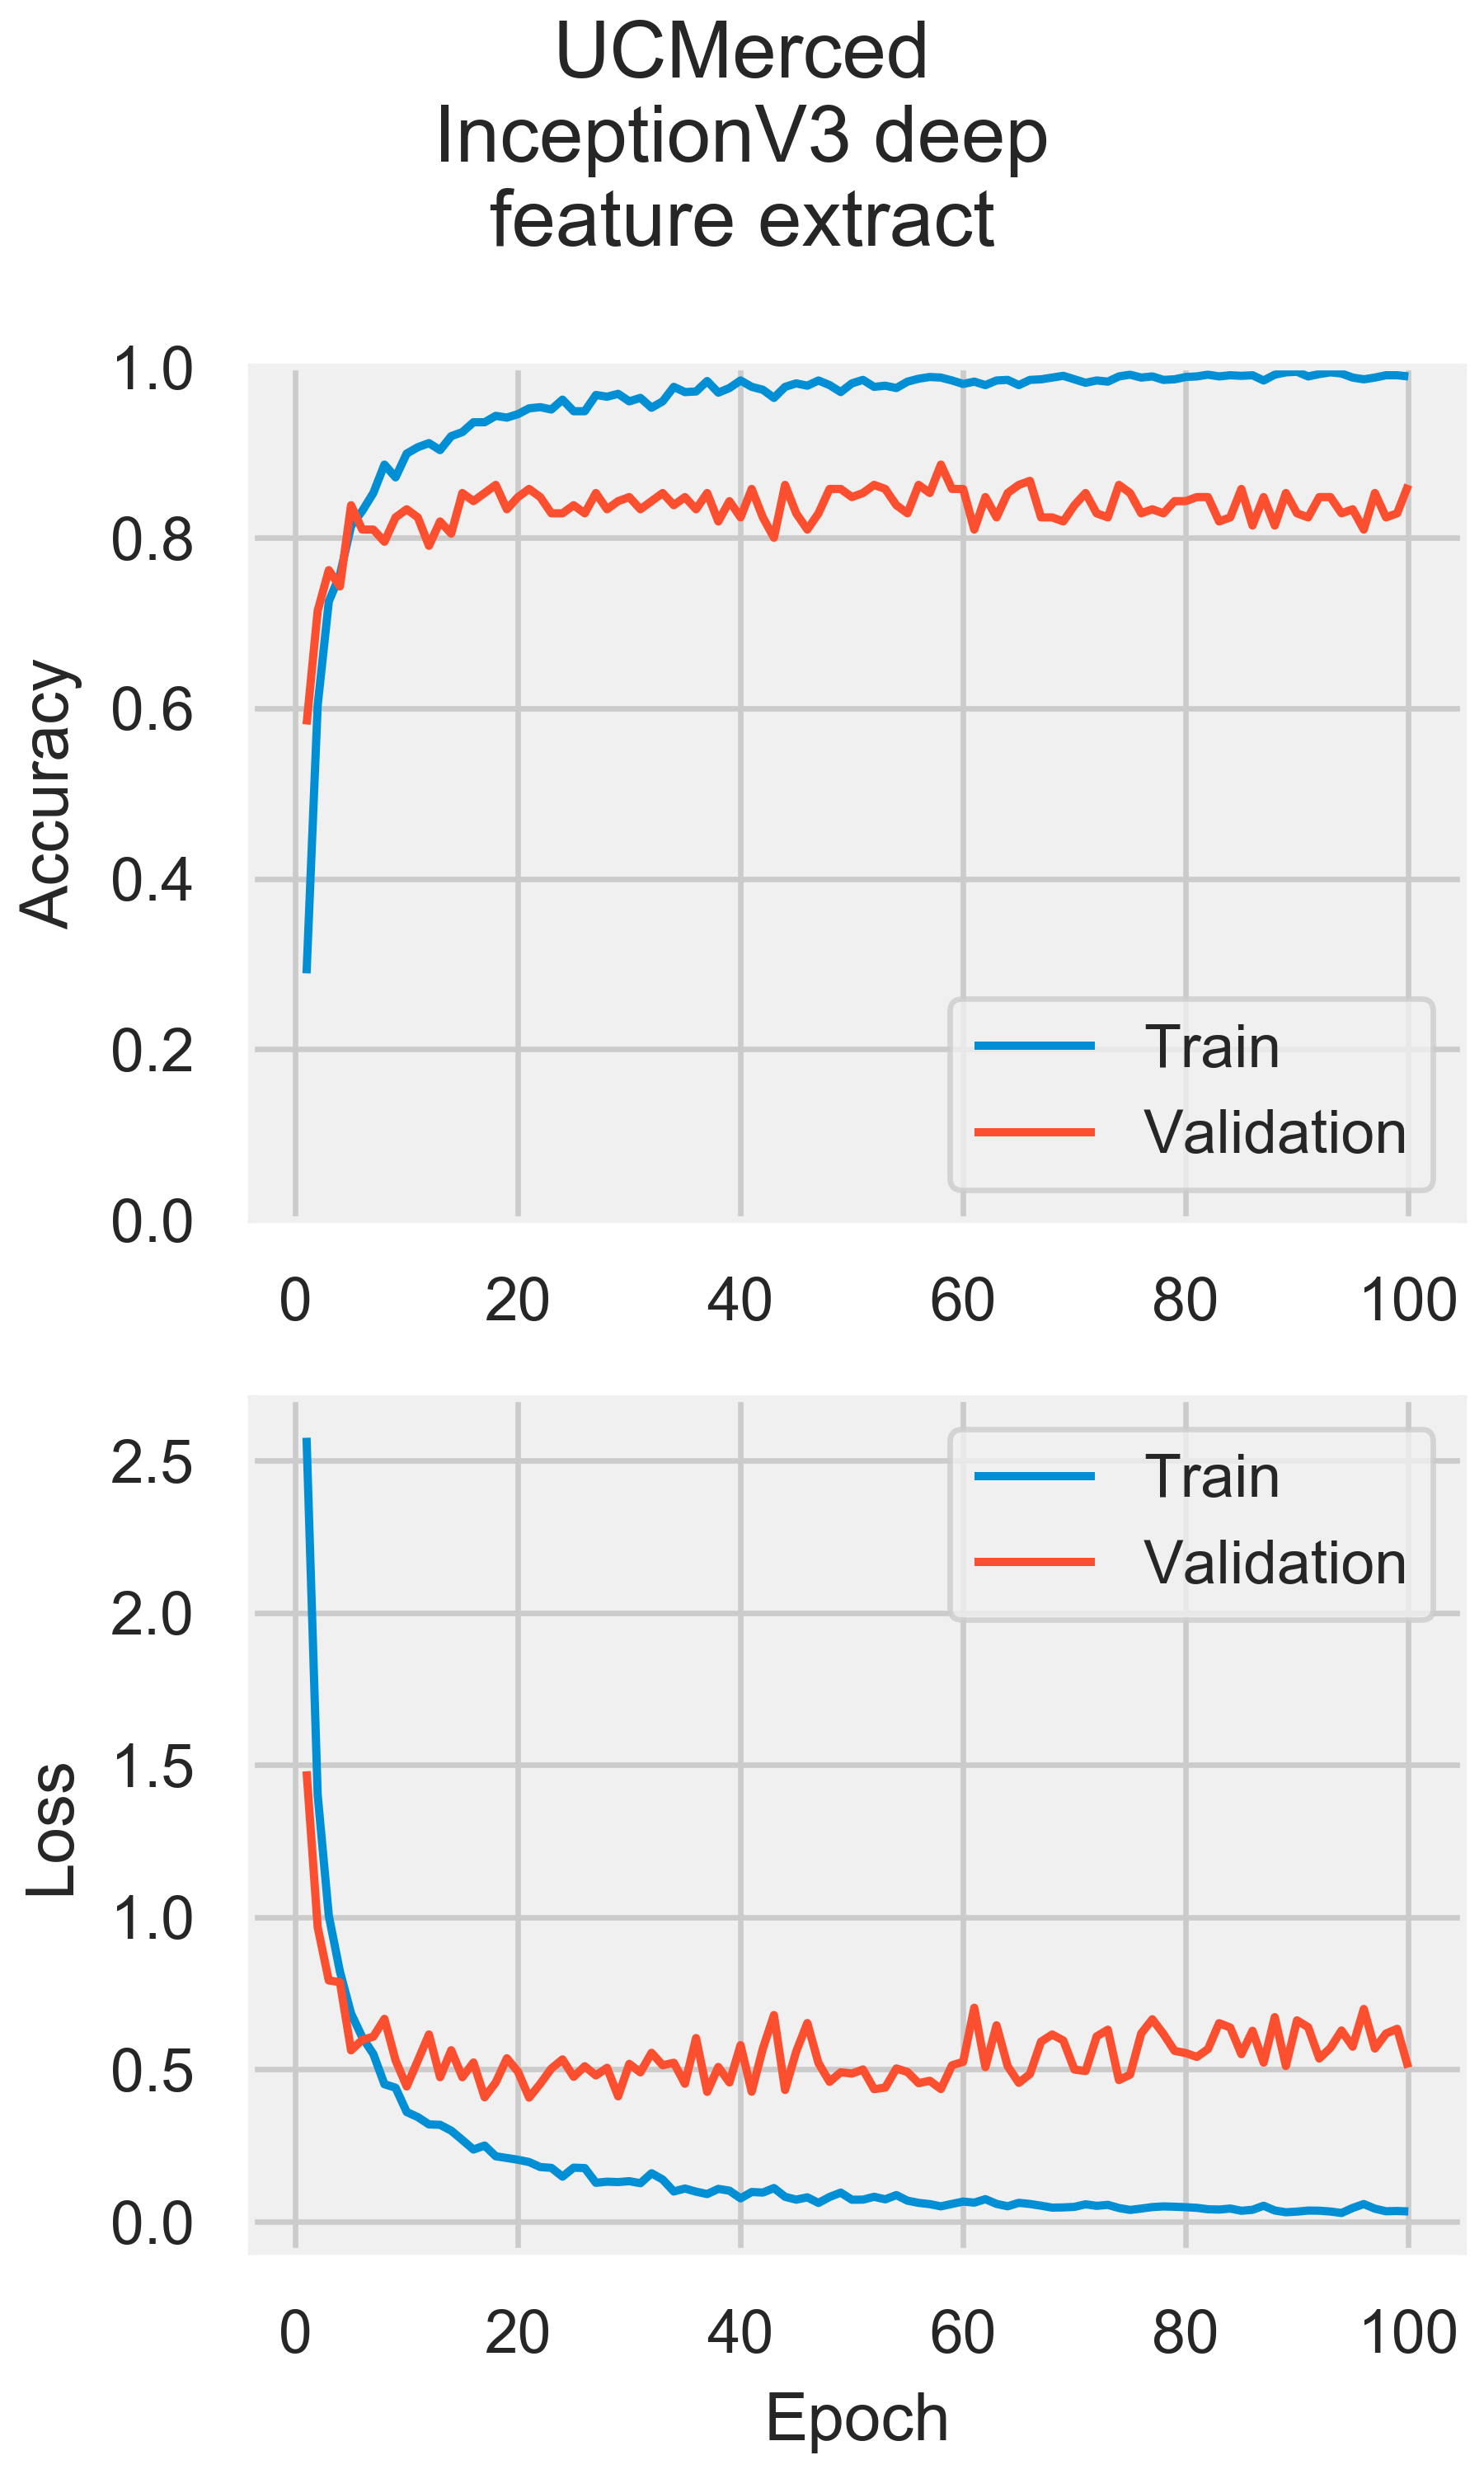 UCMerced
InceptionV3 deep
feature extract
1.0
0.8
0.6
0.4
0.2
0.0
Accuracy
Train
Validation
0 20 40 60 80 100
2.5
2.0
1.5
1.0
0.5
0.0
Loss
Train
Validation
0 20 40 60 80 100
Epoch